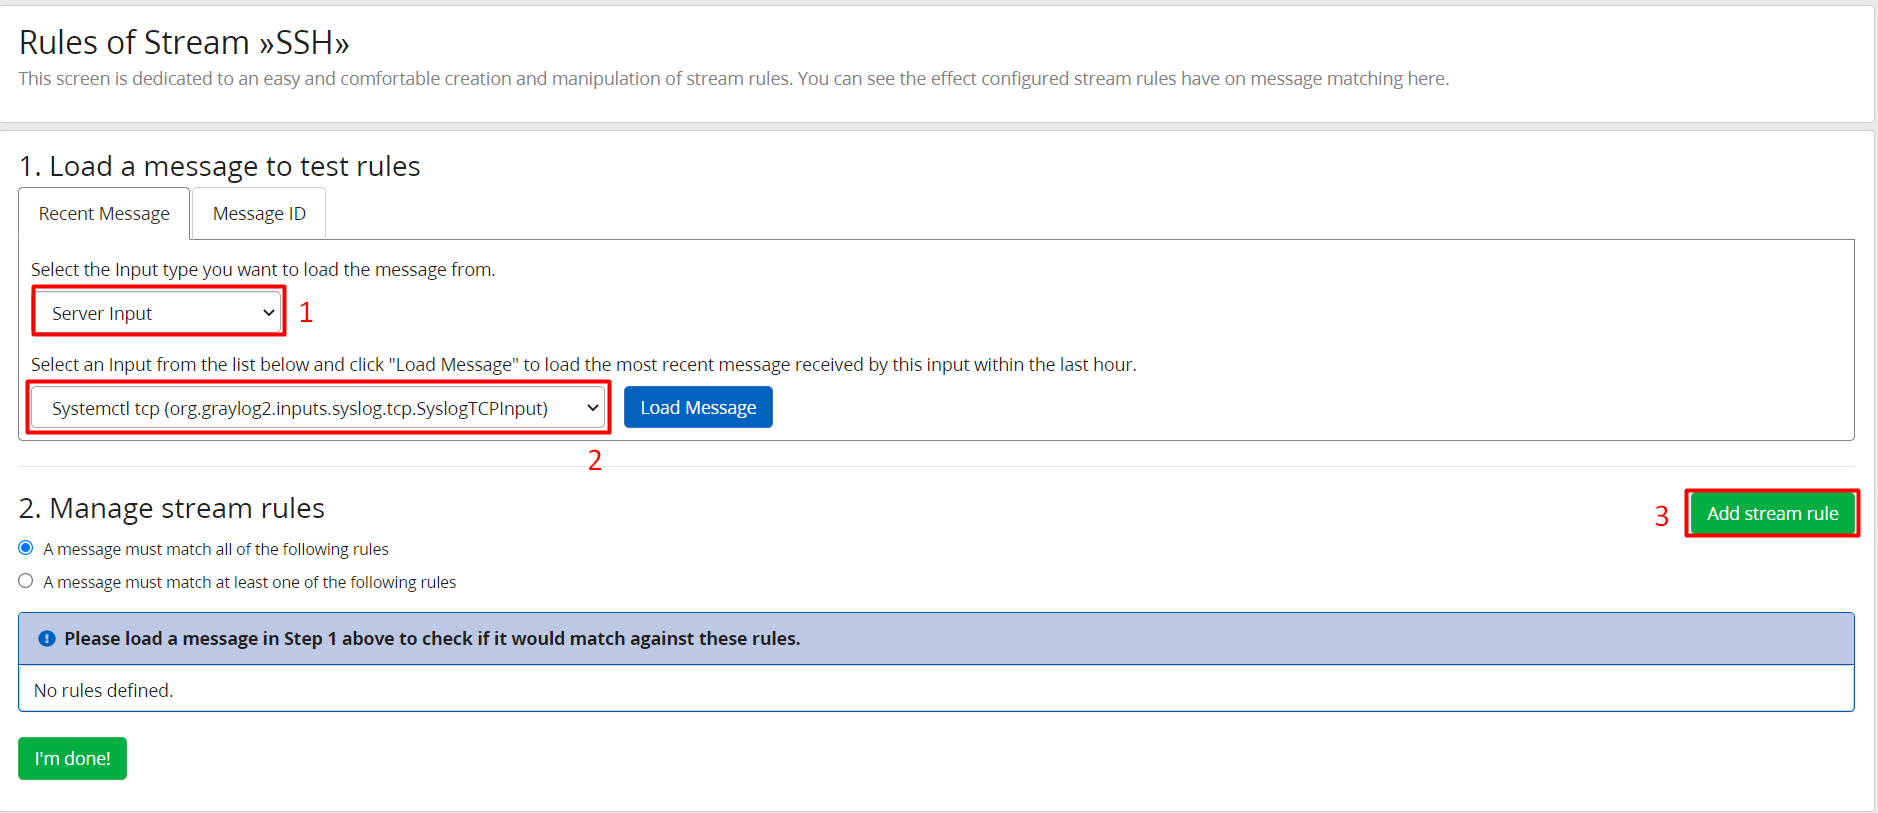 Rules of Stream »SSH»
This screen is dedicated to an easy and comfortable creation and manipulation of stream rules. You can see the effect configured stream rules have on message matching here.
1. Load a message to test rules
Recent Message
Message ID
Select the Input type you want to load the message from.
Server Input
1
Select an Input from the list below and click "Load Message" to load the most recent message received by this input within the last hour.
Systemctl tcp (org.graylog2.inputs.syslog.tcp.SyslogTCPInput)
Load Message
2
2. Manage stream rules
3
Add stream rule
A message must match all of the following rules
A message must match at least one of the following rules
Please load a message in Step 1 above to check if it would match against these rules.
No rules defined.
I'm done!